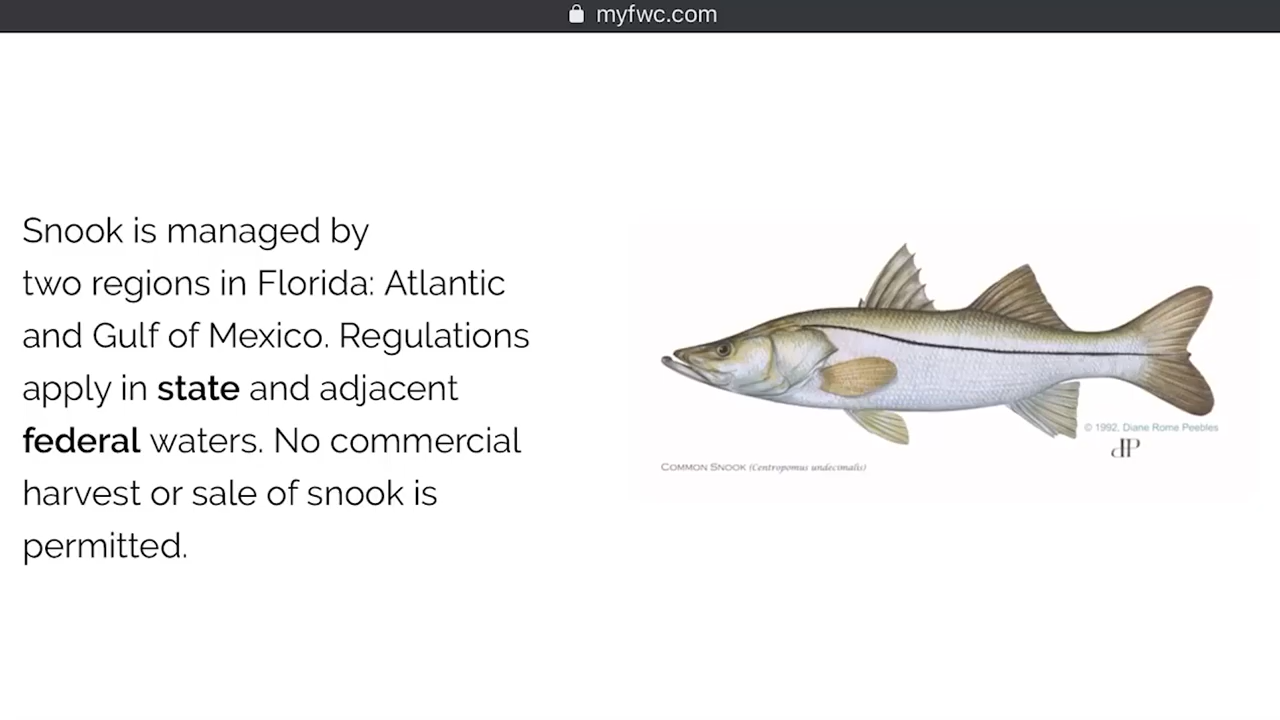 myfwc.com
Snook is managed by
two regions in Florida: Atlantic
and Gulf of Mexico. Regulations
apply in state and adjacent
federal waters. No commercial
harvest or sale of snook is
permitted.
© 1992, Diane Rome Peebles
dP
COMMON SNOOK (Centropomus undecimalis)